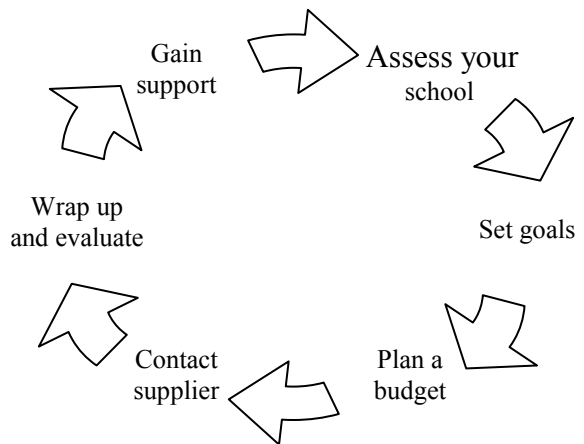 Gain
support
Assess your
school
Set goals
Plan a
budget
Contact
supplier
Wrap up
and evaluate